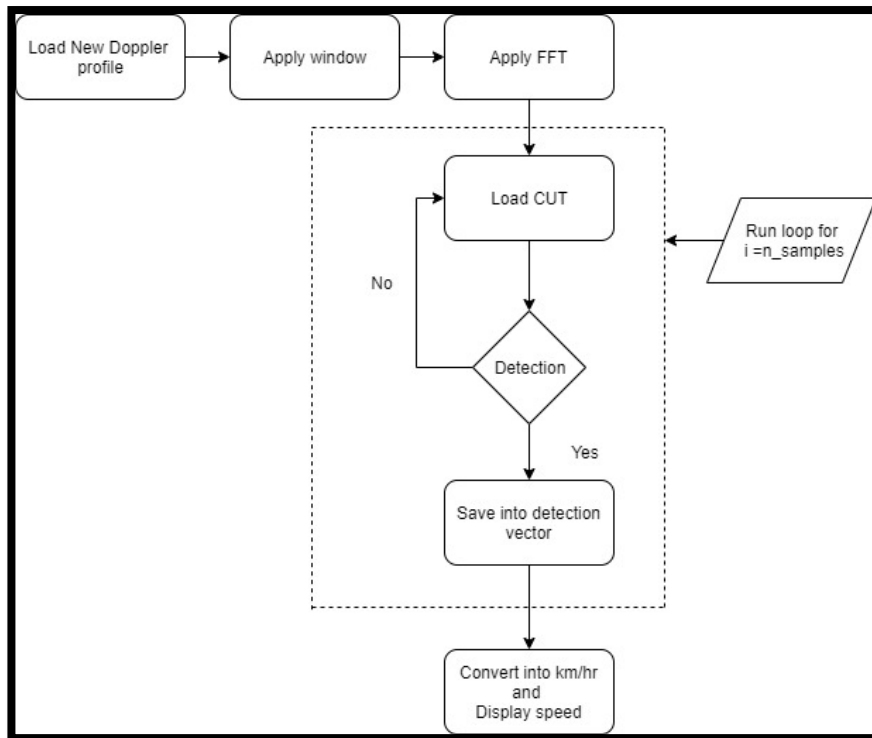 Load New Doppler
profile
Apply window
Apply FFT
Load CUT
Run loop for
i =n_samples
No
Detection
Yes
Save into detection
vector
Convert into km/hr
and
Display speed